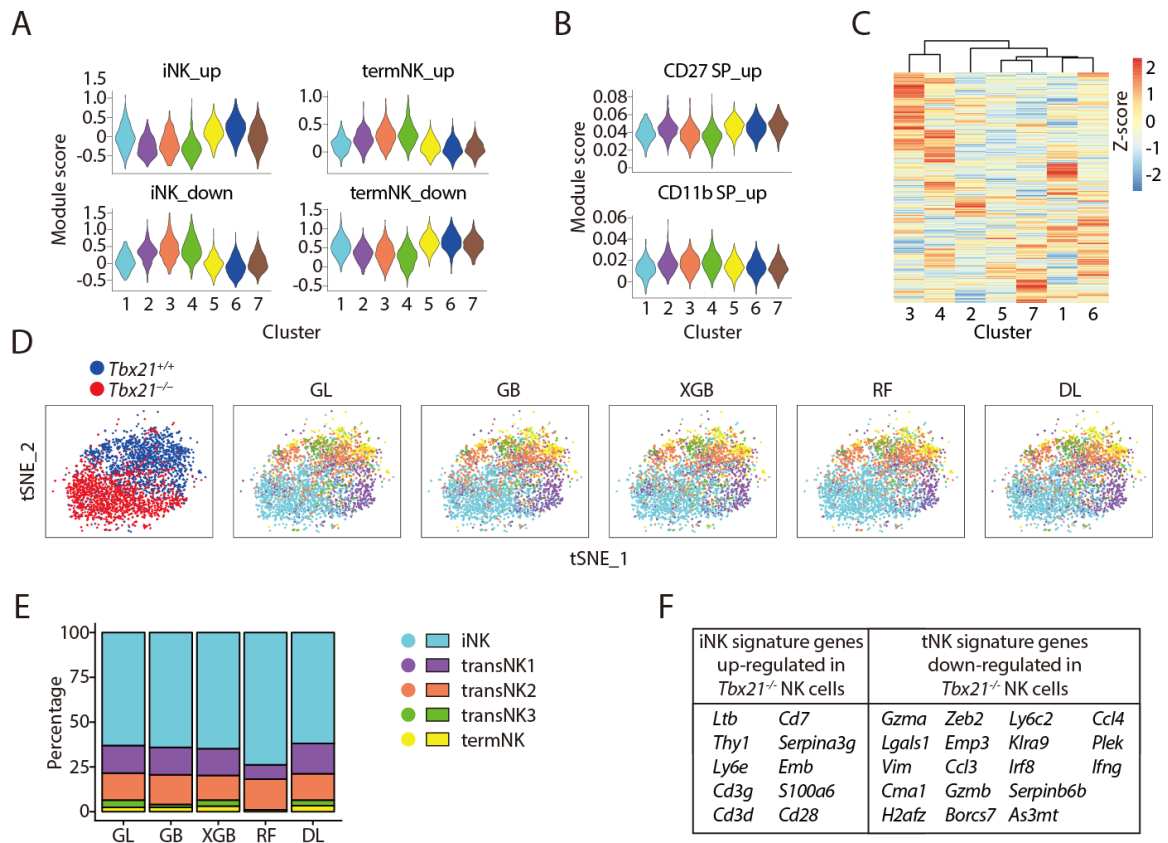 A
iNK_up
termNK_up
1.5
1.0
0.5
0
-0.5
1.0
0.5
0
iNK_down
termNK_down
1.5
1.0
0.5
0
-0.5
1.5
1.0
0.5
0
-0.5
Module score
1 2 3 4 5 6 7
1 2 3 4 5 6 7
Cluster
B
CD27 SP_up
0.08
0.06
0.04
0.02
0
CD11b SP_up
0.06
0.04
0.02
0
Module score
1 2 3 4 5 6 7
Cluster
C
2
1
0
-1
-2
Z-score
3 4 2 5 7 1 6
Cluster
D
Tbx21+/+
Tbx21–/–
GL
GB
XGB
RF
DL
tSNE_2
tSNE_1
E
100
75
50
25
0
Percentage
GL GB XGB RF DL
iNK
transNK1
transNK2
transNK3
termNK
F
iNK signature genes
up-regulated in
Tbx21-/- NK cells
tNK signature genes
down-regulated in
Tbx21-/- NK cells
Ltb Cd7
Thy1 Serpina3g
Ly6e Emb
Cd3g S100a6
Cd3d Cd28
Gzma Zeb2 Ly6c2 Ccl4
Lgals1 Emp3 Klra9 Plek
Vim Ccl3 Irf8 Ifng
Cma1 Gzmb Serpinb6b
H2afz Borcs7 As3mt